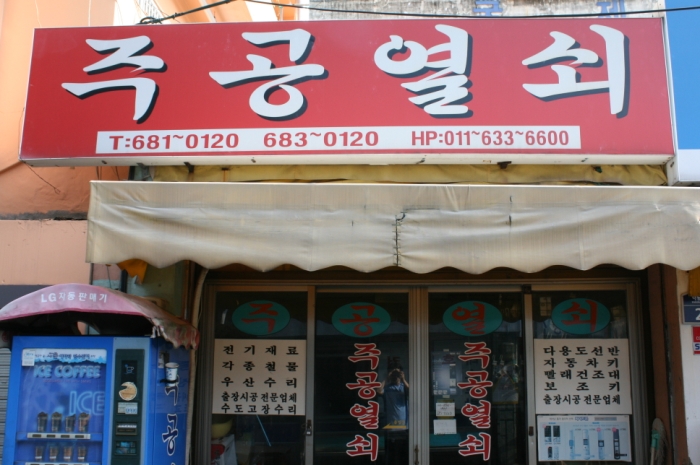 주공열쇠
T:681~0120 683~0120 HP:011~633~6600
LG자동판매기
주 공 열 쇠
전기재료
각종철물
우산수리
출장시공전문업체
수도고장수리
주공열쇠
주공열쇠
다용도선반
자동차키
빨래건조대
보조키
출장시공전문업체
ICE COFFEE
ICE
주공